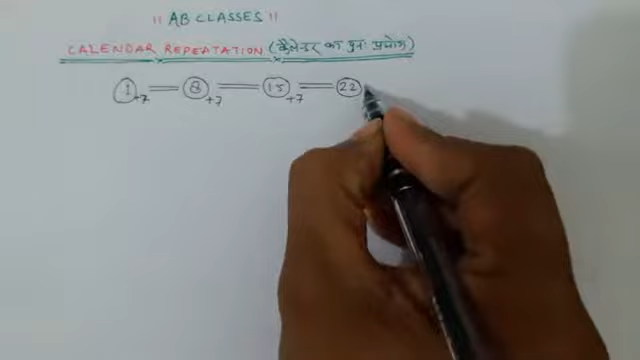 " AB CLASSES "
CALENDAR REPEATATION (कैलेन्डर का पुनः प्रयोग)
1 +7 = 8 +7 = 15 +7 = 22